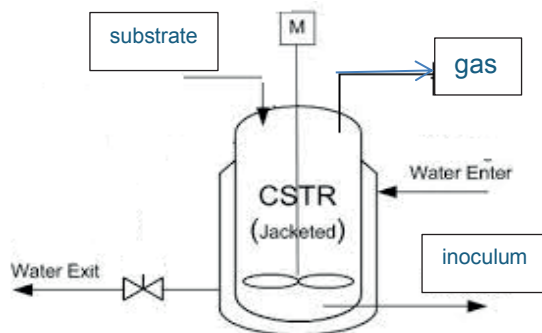 M
substrate
gas
CSTR
(Jacketed)
Water Enter
inoculum
Water Exit